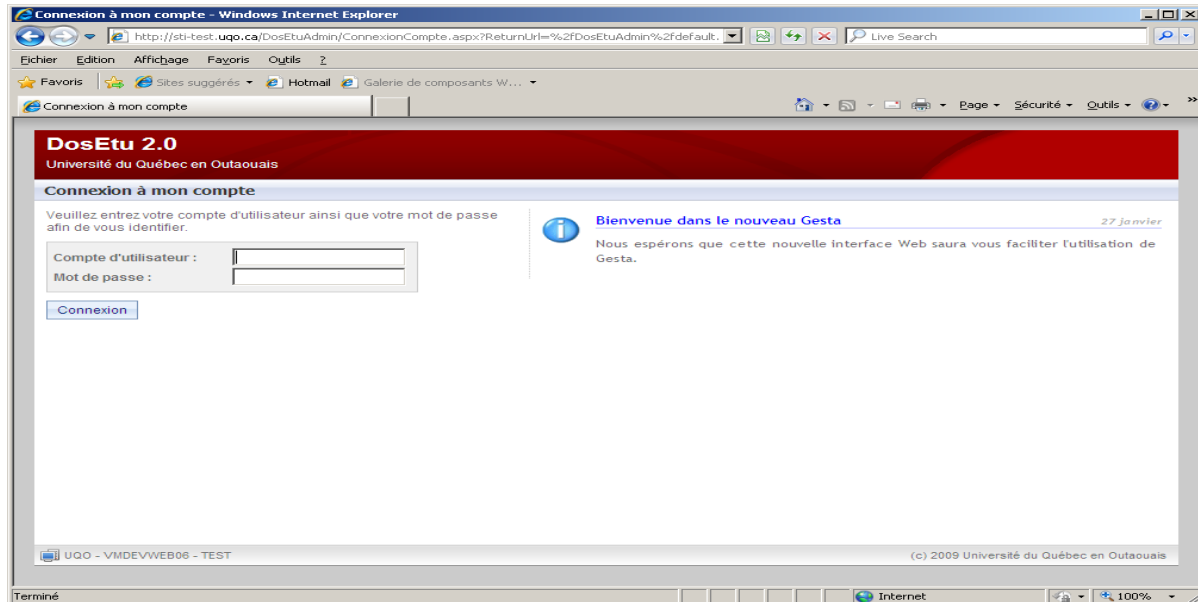 Connexion à mon compte - Windows Internet Explorer
http://sti-test.uqo.ca/DosEtuAdmin/ConnexionCompte.aspx?ReturnUrl=%2fDosEtuAdmin%2fdefault. Live Search
Fichier Edition Affichage Favoris Outils ?
Favoris Sites suggérés Hotmail Galerie de composants W...
Connexion à mon compte Page Sécurité Outils »
DosEtu 2.0
Université du Québec en Outaouais
Connexion à mon compte
Veuillez entrez votre compte d'utilisateur ainsi que votre mot de passe
afin de vous identifier.
Compte d'utilisateur :
Mot de passe :
Connexion
Bienvenue dans le nouveau Gesta 27 janvier
Nous espérons que cette nouvelle interface Web saura vous faciliter l'utilisation de
Gesta.
UQO - VMDEVWEB06 - TEST (c) 2009 Université du Québec en Outaouais
Terminé Internet 100%